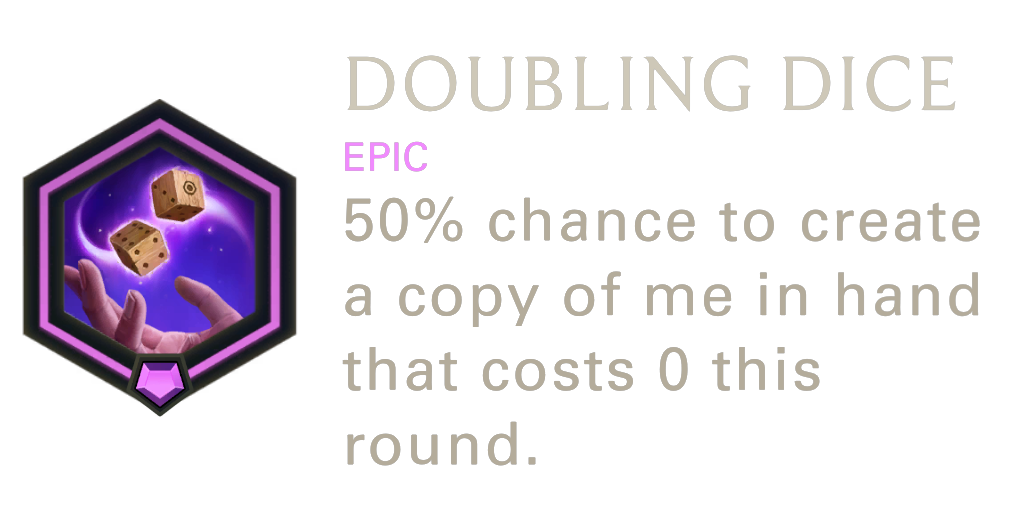 DOUBLING DICE
EPIC
50% chance to create
a copy of me in hand
that costs 0 this
round.